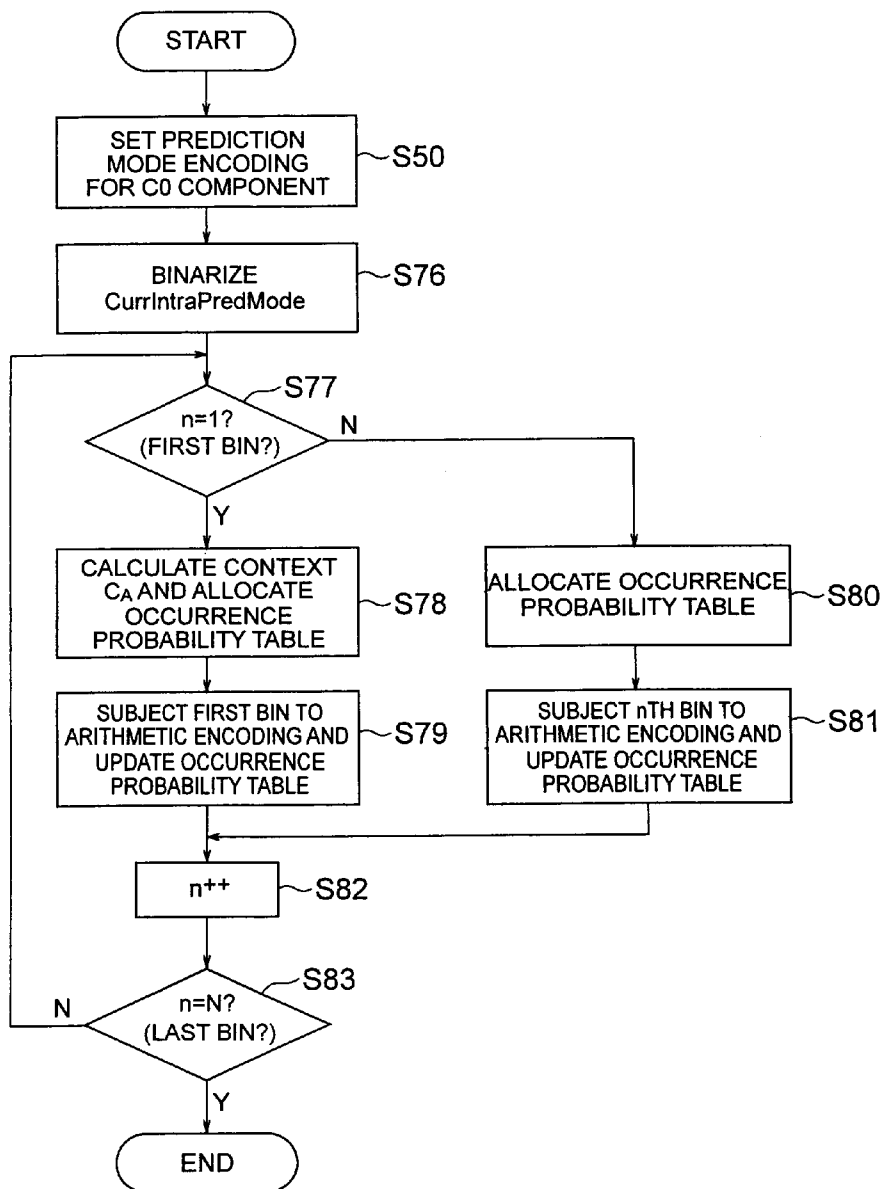 START
SET PREDICTION
MODE ENCODING
FOR C0 COMPONENT
S50
BINARIZE
CurrIntraPredMode
S76
S77
n=1?
(FIRST BIN?)
N
Y
CALCULATE CONTEXT
CA AND ALLOCATE
OCCURRENCE
PROBABILITY TABLE
S78
ALLOCATE OCCURRENCE
PROBABILITY TABLE
S80
SUBJECT FIRST BIN TO
ARITHMETIC ENCODING AND
UPDATE OCCURRENCE
PROBABILITY TABLE
S79
SUBJECT nTH BIN TO
ARITHMETIC ENCODING AND
UPDATE OCCURRENCE
PROBABILITY TABLE
S81
n++
S82
S83
n=N?
(LAST BIN?)
N
Y
END